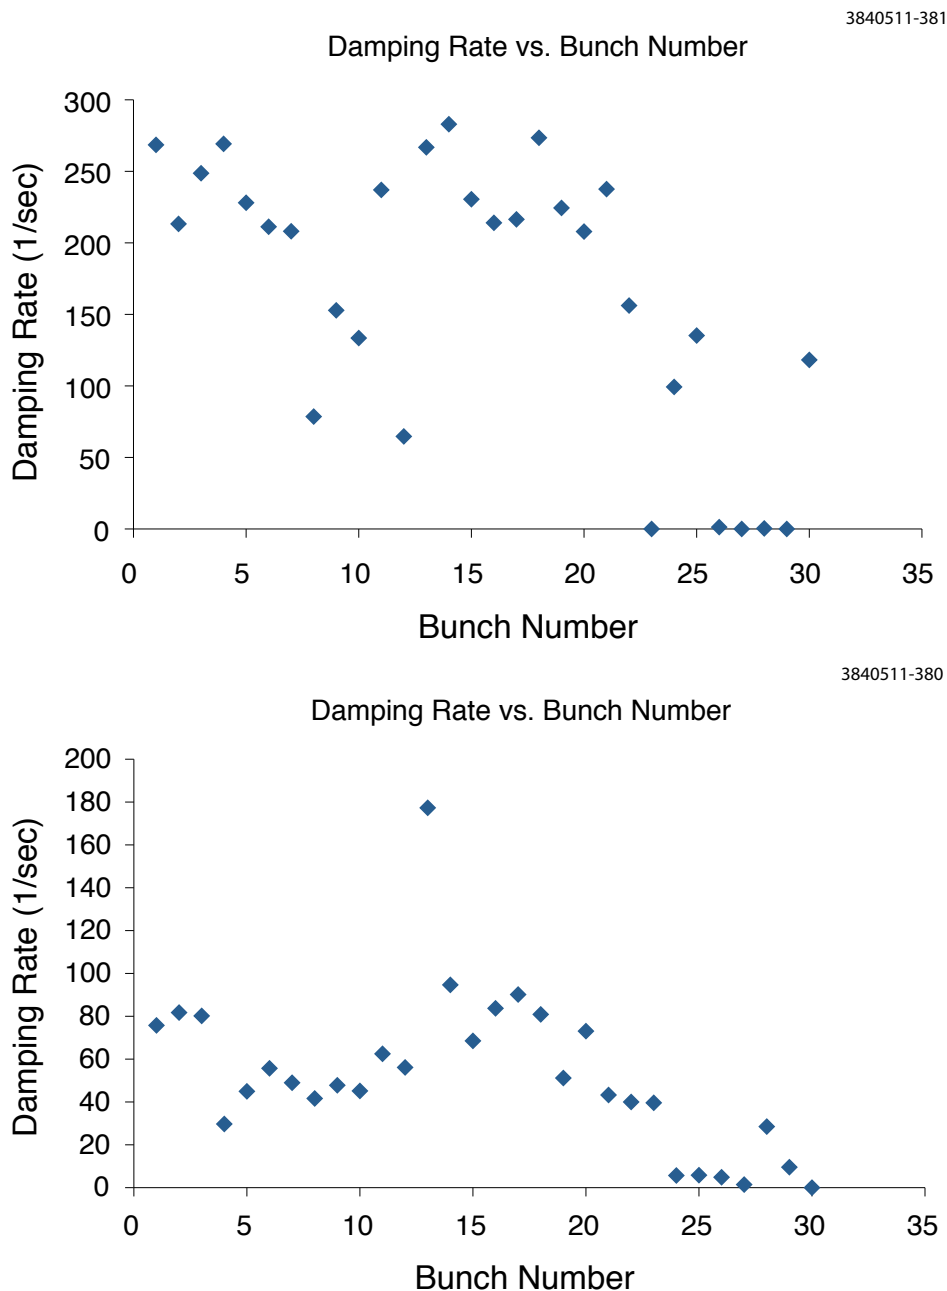 3840511-381
Damping Rate vs. Bunch Number
300
250
200
150
100
50
0
Damping Rate (1/sec)
0 5 10 15 20 25 30 35
Bunch Number
3840511-380
Damping Rate vs. Bunch Number
200
180
160
140
120
100
80
60
40
20
0
Damping Rate (1/sec)
0 5 10 15 20 25 30 35
Bunch Number